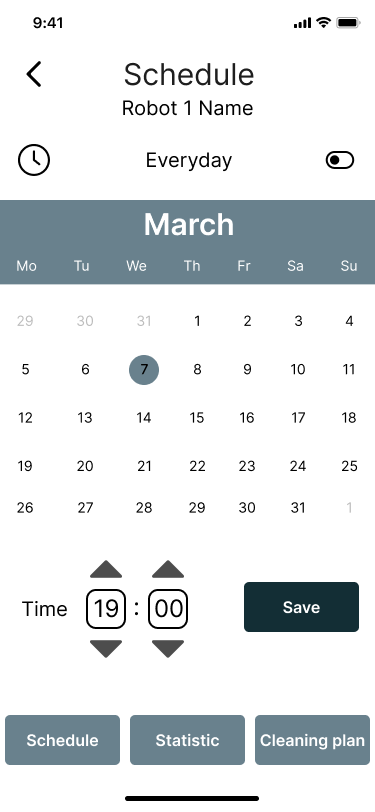 9:41
Schedule
Robot 1 Name
Everyday
March
Mo Tu We Th Fr Sa Su
29 30 31 1 2 3 4
5 6 7 8 9 10 11
12 13 14 15 16 17 18
19 20 21 22 23 24 25
26 27 28 29 30 31 1
Time 19 : 00 Save
Schedule Statistic Cleaning plan